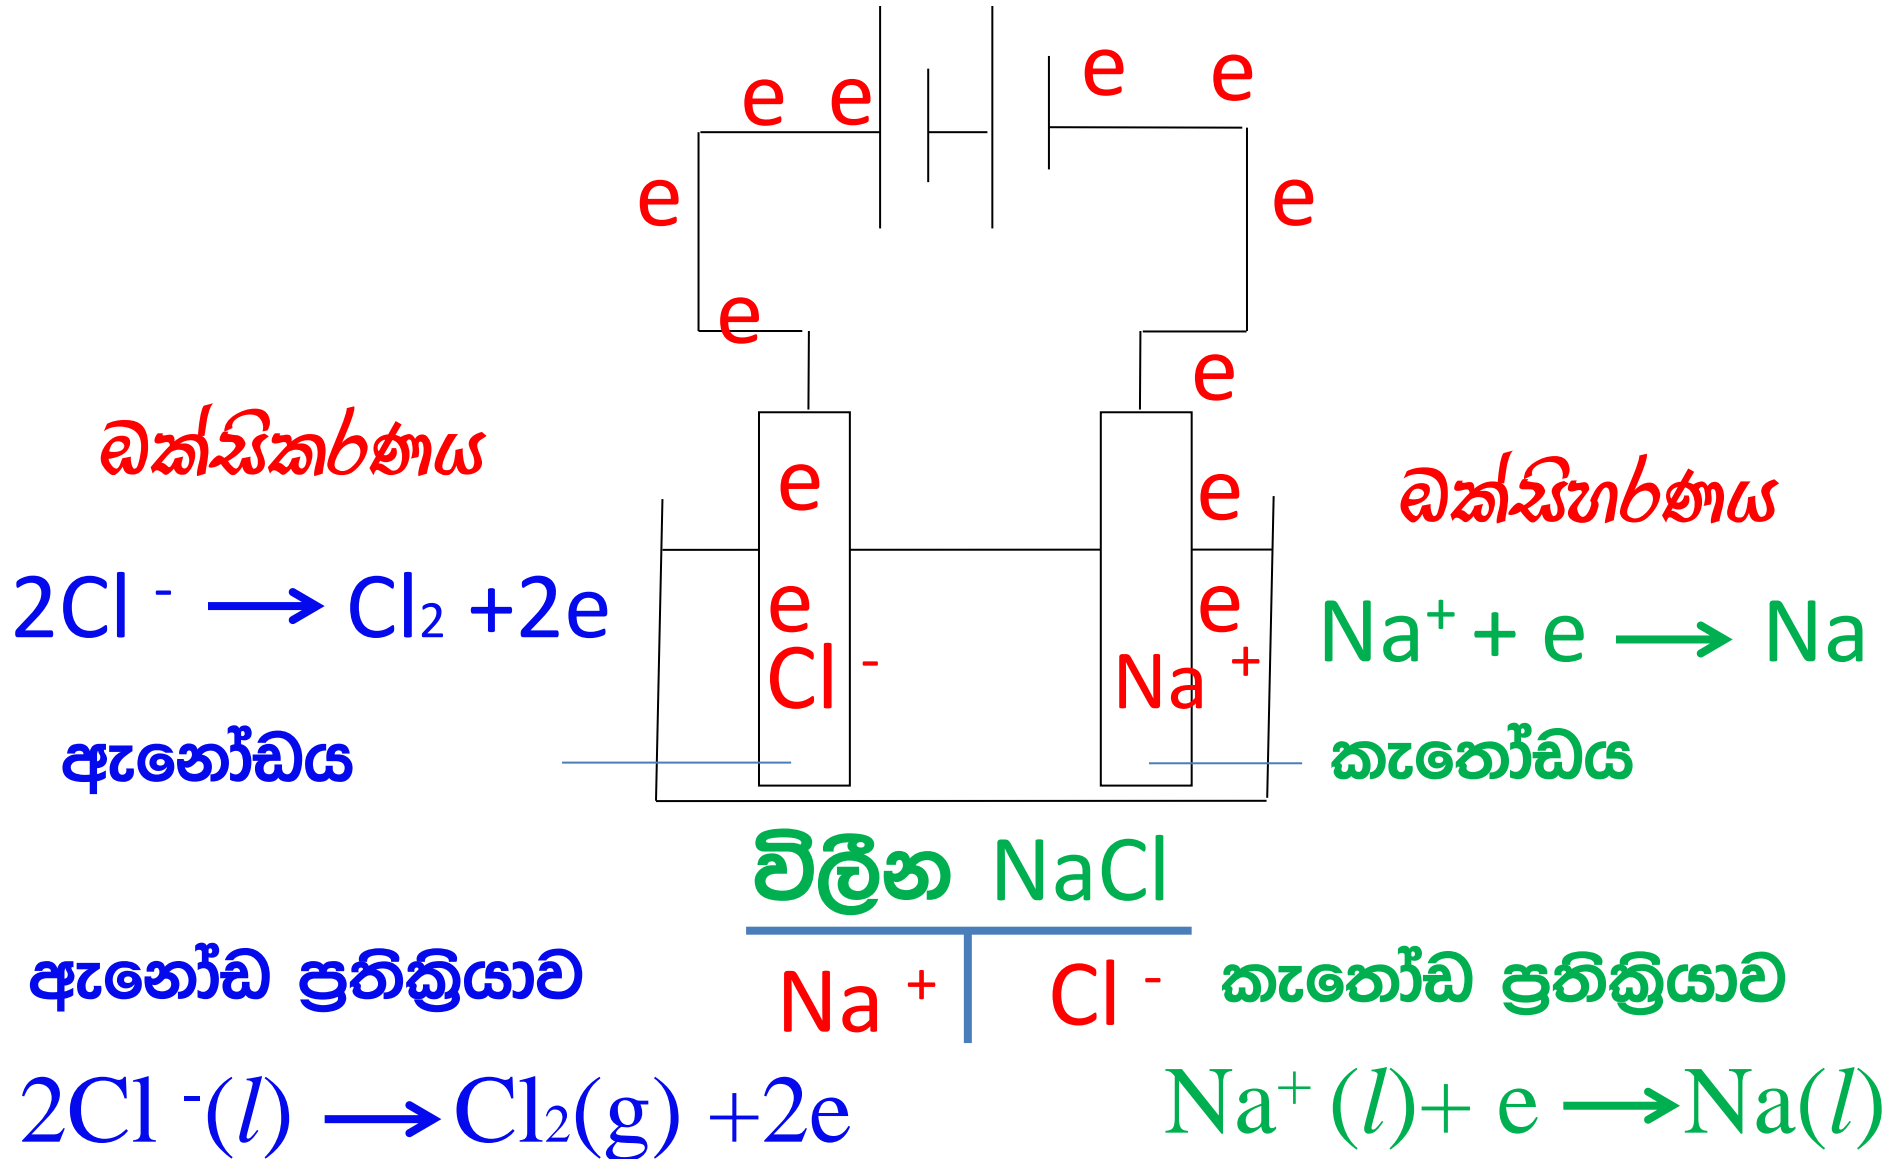 e e e e
e e
e
e
ඔක්සිකරණය
e e
ඔක්සිහරණය
2Cl ⁻ → Cl₂ +2e
e e
Na⁺ + e → Na
Cl ⁻ Na ⁺
ඇනෝඩය
කැතෝඩය
විලීන NaCl
ඇනෝඩ ප්‍රතික්‍රියාව
Na ⁺ Cl ⁻
කැතෝඩ ප්‍රතික්‍රියාව
2Cl ⁻(l) → Cl₂(g) +2e
Na⁺ (l)+ e → Na(l)